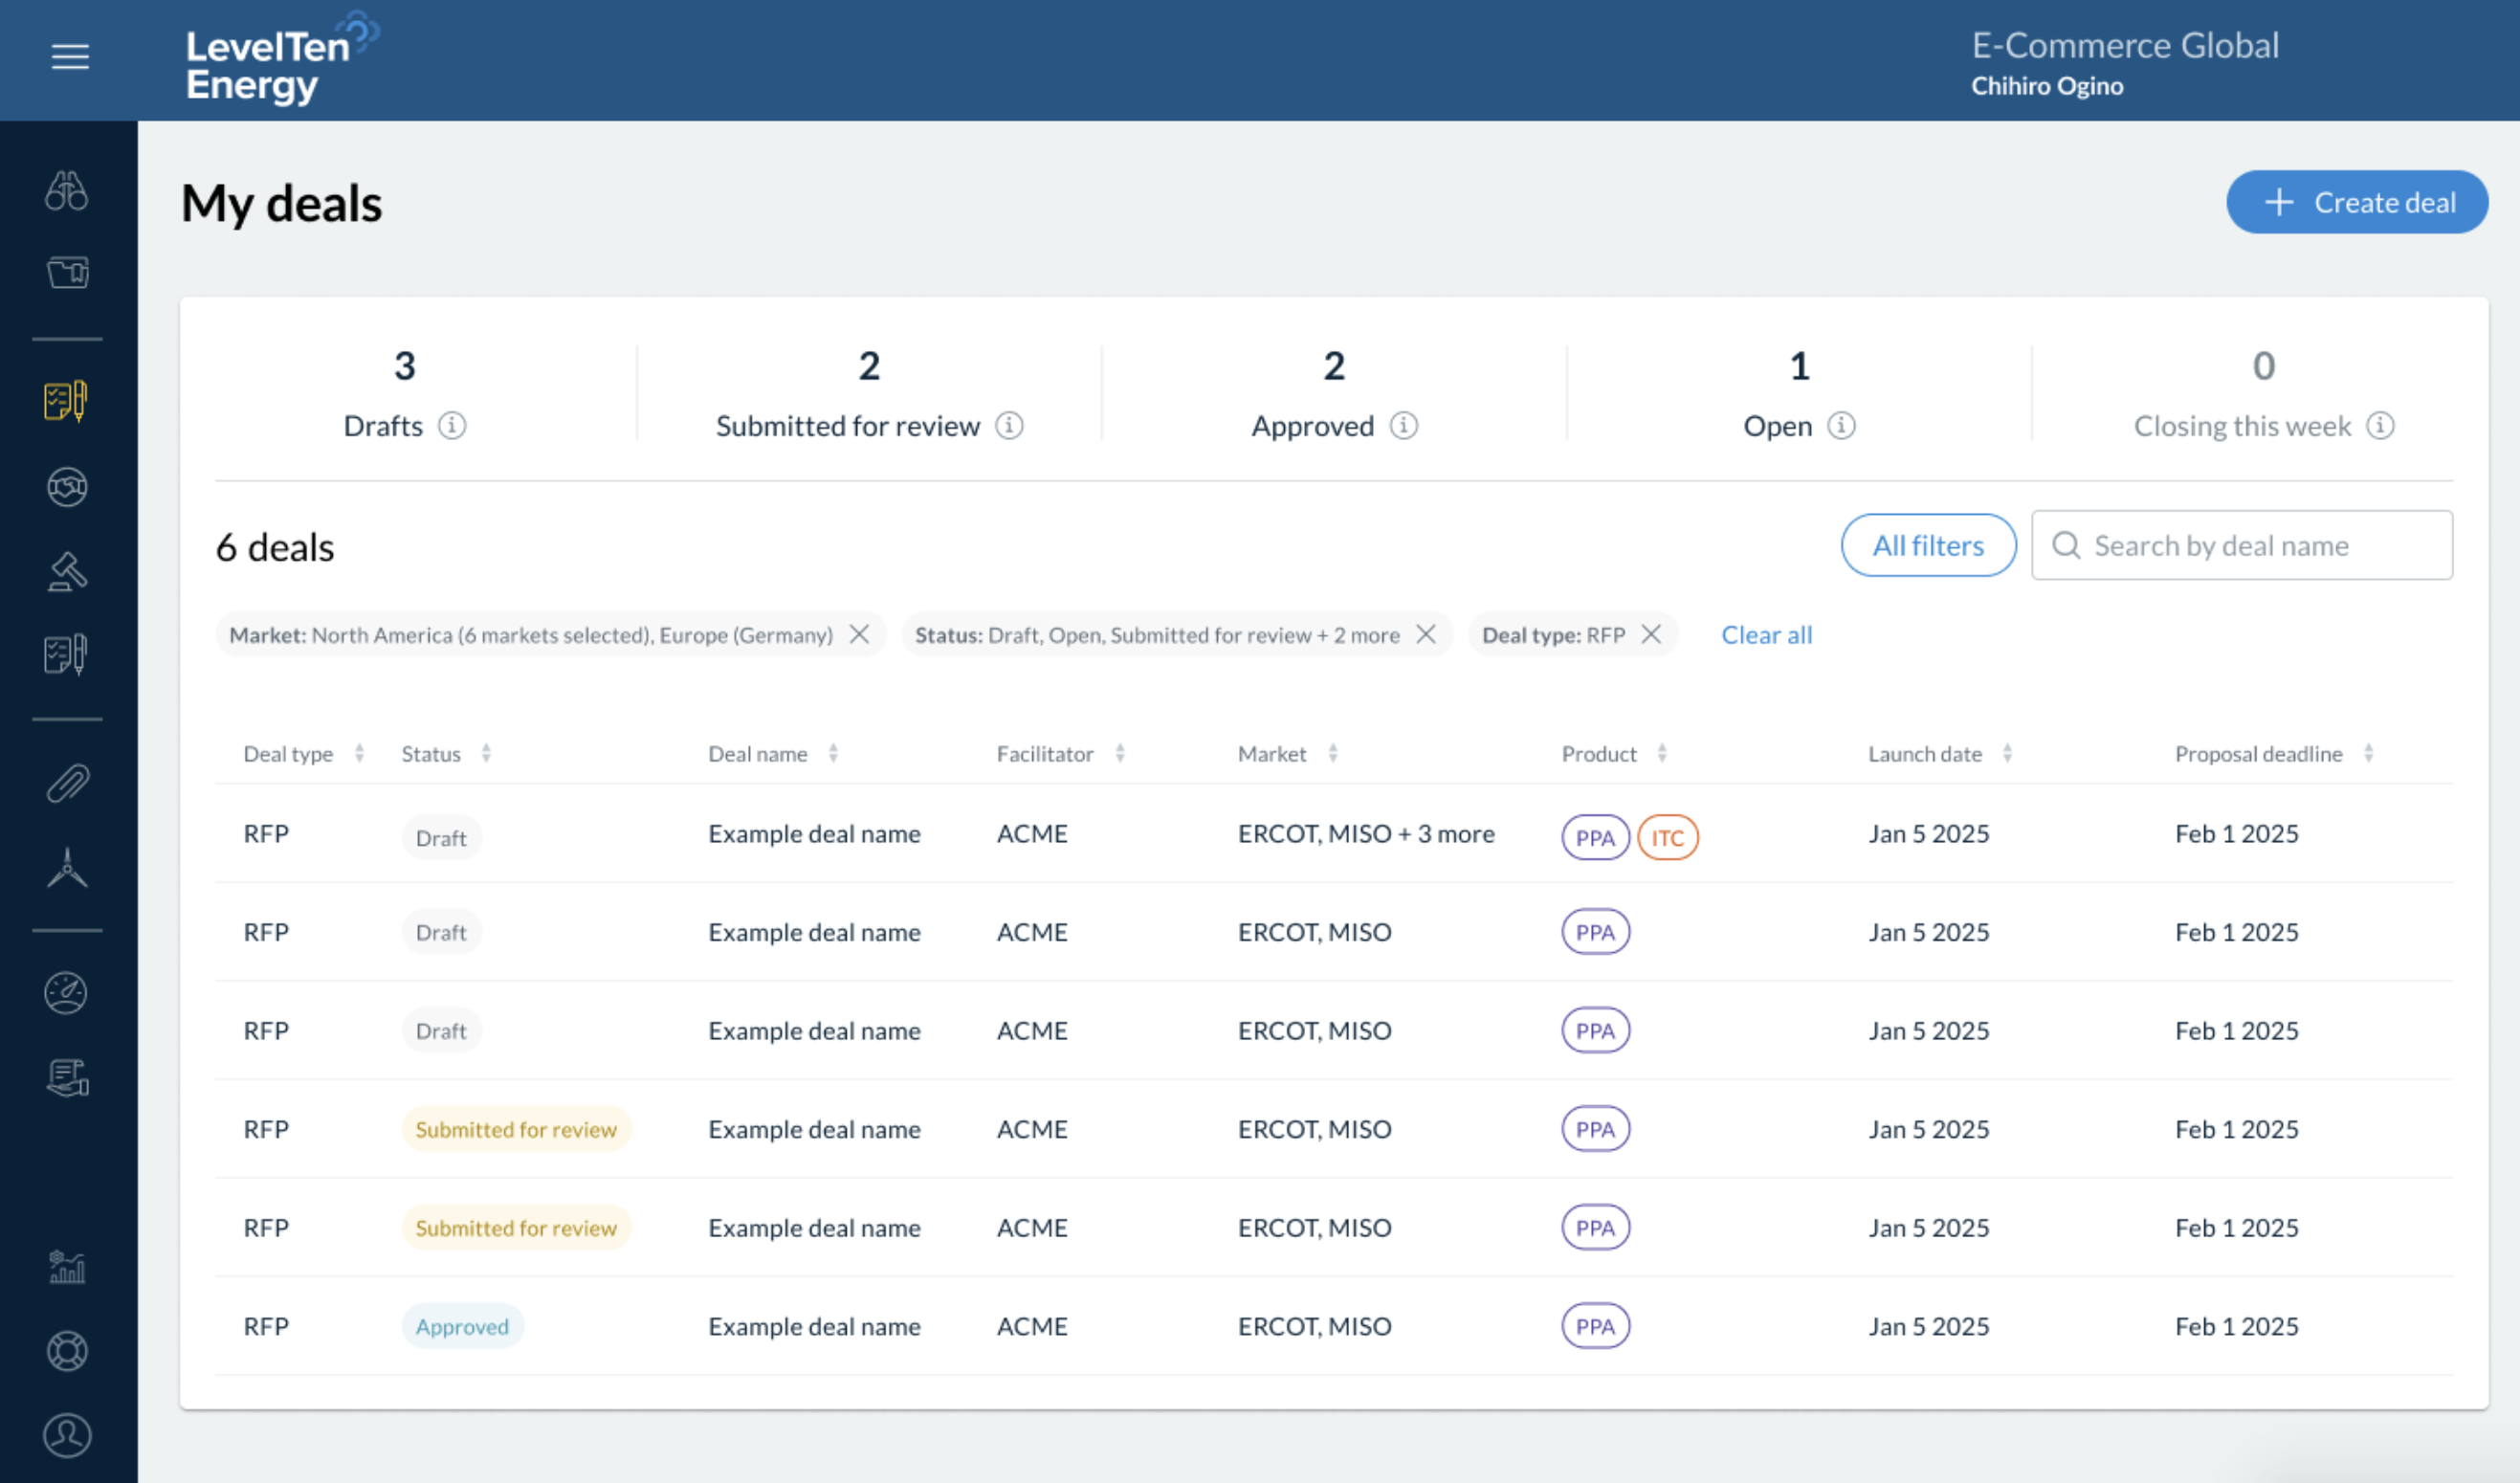 LevelTen
Energy
E-Commerce Global
Chihiro Ogino
My deals
+ Create deal
3
Drafts
2
Submitted for review
2
Approved
1
Open
0
Closing this week
6 deals
All filters
Search by deal name
Market: North America (6 markets selected), Europe (Germany)
Status: Draft, Open, Submitted for review + 2 more
Deal type: RFP
Clear all
Deal type Status Deal name Facilitator Market Product Launch date Proposal deadline
RFP Draft Example deal name ACME ERCOT, MISO + 3 more PPA ITC Jan 5 2025 Feb 1 2025
RFP Draft Example deal name ACME ERCOT, MISO PPA Jan 5 2025 Feb 1 2025
RFP Draft Example deal name ACME ERCOT, MISO PPA Jan 5 2025 Feb 1 2025
RFP Submitted for review Example deal name ACME ERCOT, MISO PPA Jan 5 2025 Feb 1 2025
RFP Submitted for review Example deal name ACME ERCOT, MISO PPA Jan 5 2025 Feb 1 2025
RFP Approved Example deal name ACME ERCOT, MISO PPA Jan 5 2025 Feb 1 2025